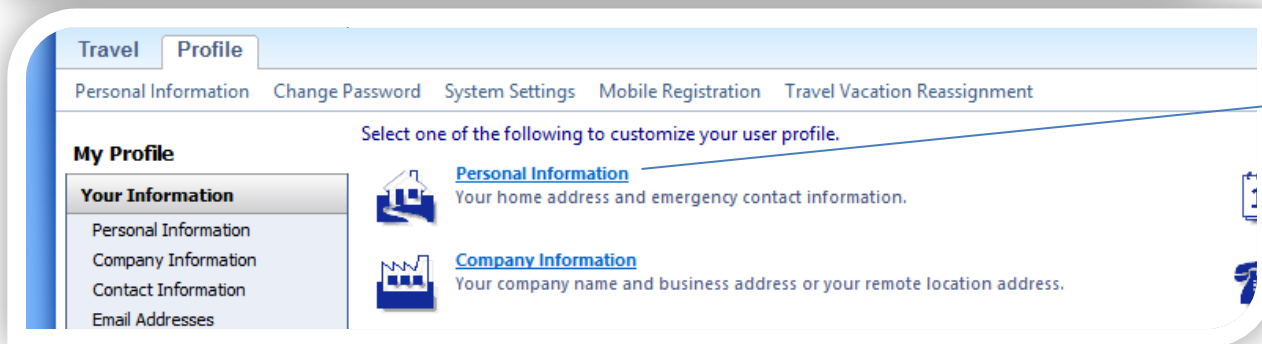 Travel Profile
Personal Information Change Password System Settings Mobile Registration Travel Vacation Reassignment
My Profile
Your Information
Personal Information
Company Information
Contact Information
Email Addresses
Select one of the following to customize your user profile.
Personal Information
Your home address and emergency contact information.
Company Information
Your company name and business address or your remote location address.